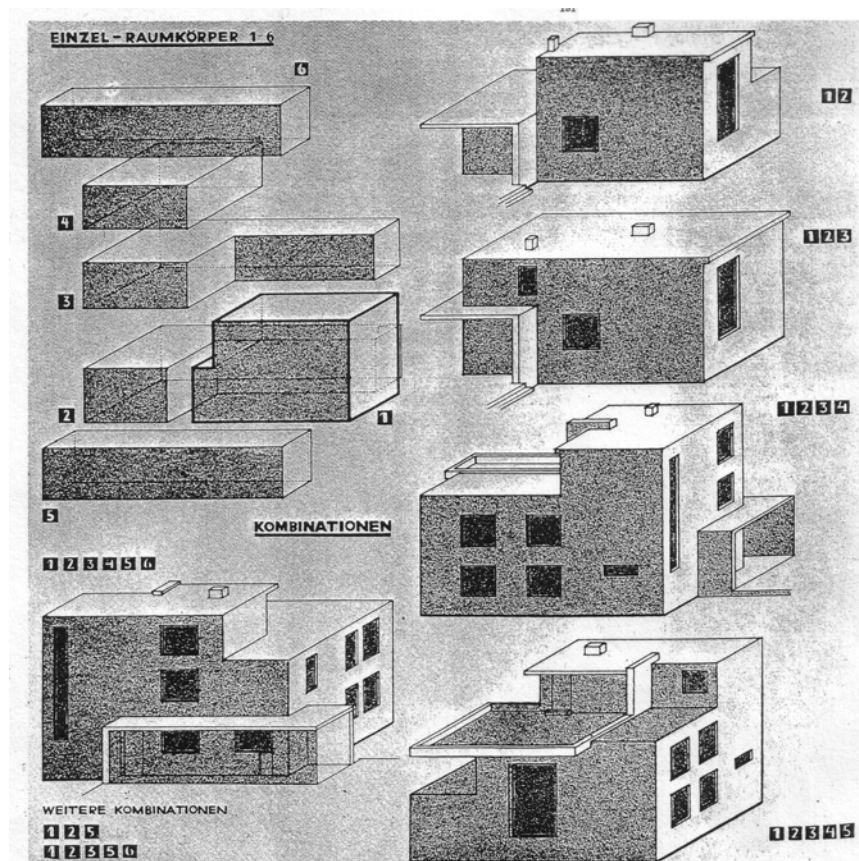 EINZEL-RAUMKÖRPER 1-6
6
4
3
2
1
5
KOMBINATIONEN
1 2
1 2 3
1 2 3 4
1 2 3 4 5 6
1 2 3 4 5
WEITERE KOMBINATIONEN
1 2 5
1 2 3 5 6